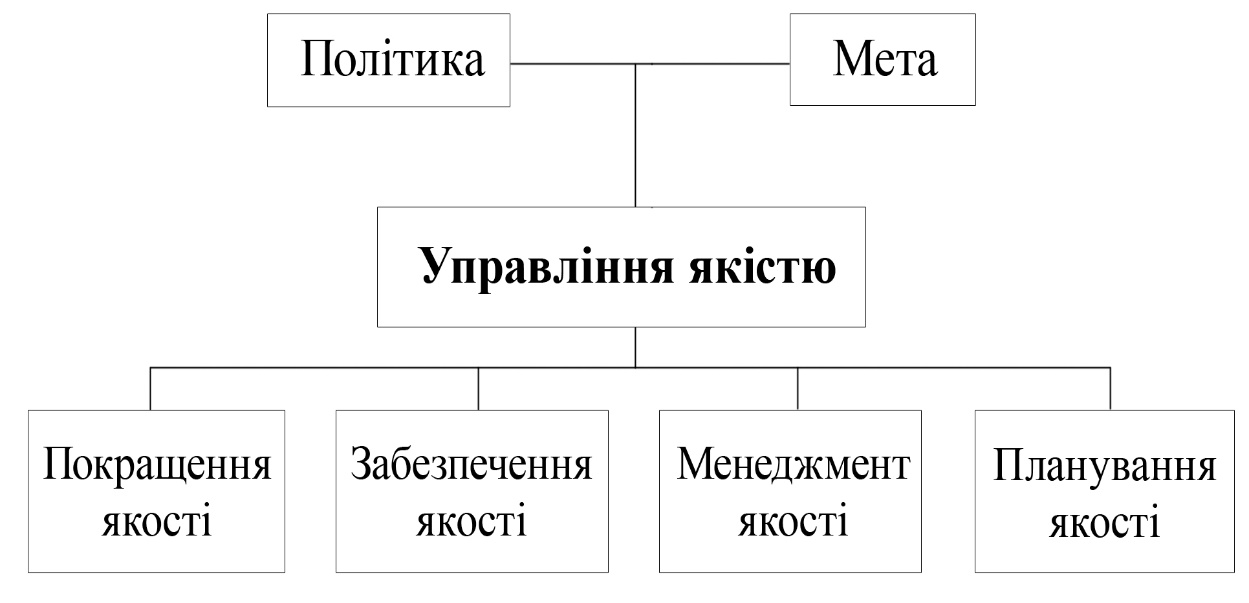 Політика
Мета
Управління якістю
Покращення
якості
Забезпечення
якості
Менеджмент
якості
Планування
якості